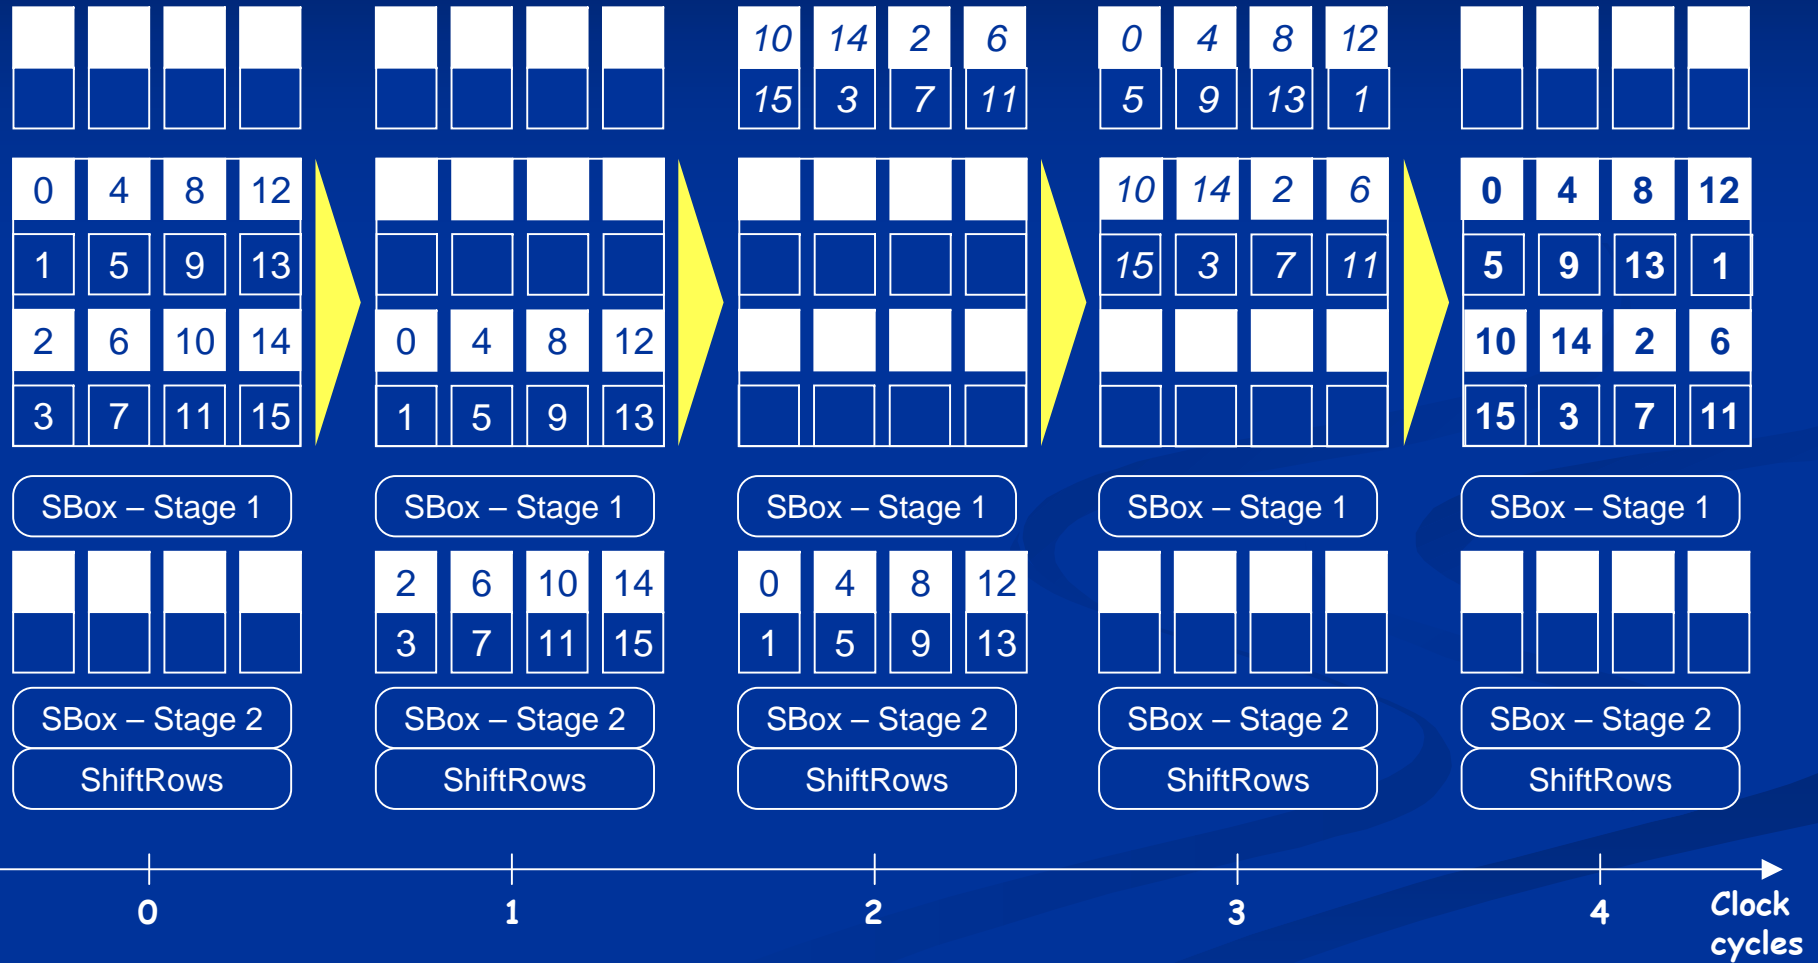 10 14 2 6 0 4 8 12
15 3 7 11 5 9 13 1
0 4 8 12 10 14 2 6 0 4 8 12
1 5 9 13 15 3 7 11 5 9 13 1
2 6 10 14 0 4 8 12 10 14 2 6
3 7 11 15 1 5 9 13 15 3 7 11
SBox – Stage 1 SBox – Stage 1 SBox – Stage 1 SBox – Stage 1 SBox – Stage 1
2 6 10 14 0 4 8 12
3 7 11 15 1 5 9 13
SBox – Stage 2 SBox – Stage 2 SBox – Stage 2 SBox – Stage 2 SBox – Stage 2
ShiftRows ShiftRows ShiftRows ShiftRows ShiftRows
0 1 2 3 4 Clock
cycles